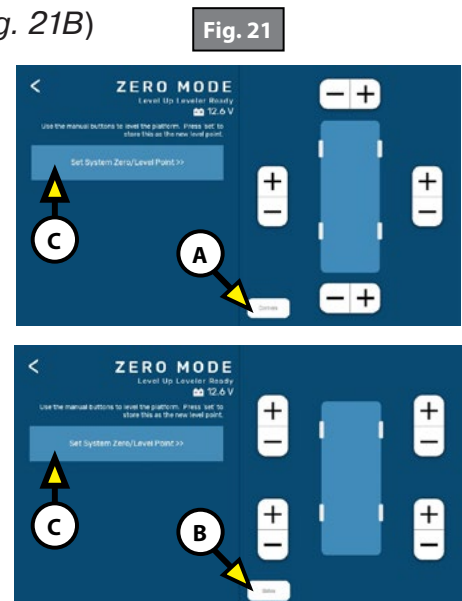 g. 21B)
Fig. 21
<
ZERO MODE
Level Up Leveler Ready
12.6 V
Use the manual buttons to level the platform. Press 'set' to
store this as the new level point.
Set System Zero/Level Point >>
− +
+
−
+
−
− +
C
A
<
ZERO MODE
Level Up Leveler Ready
12.6 V
Use the manual buttons to level the platform. Press 'set' to
store this as the new level point.
Set System Zero/Level Point >>
+
−
+
−
+
−
+
−
C
B